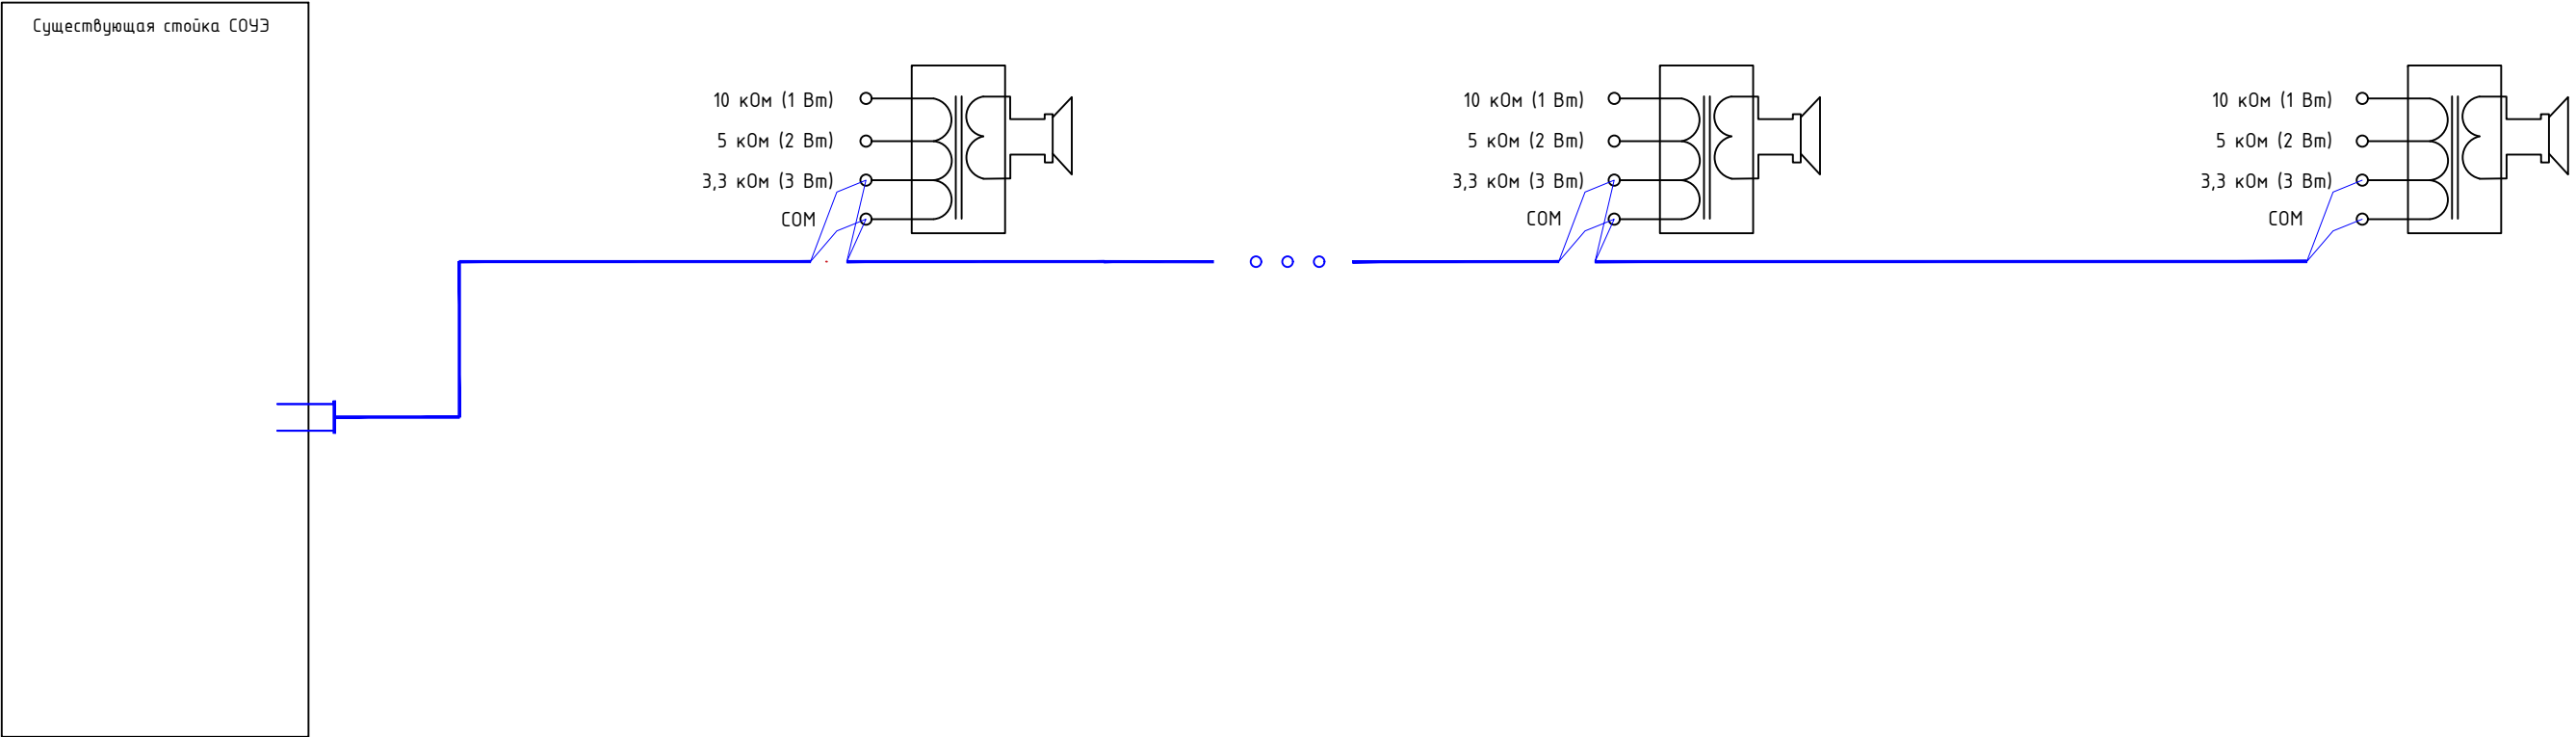 Существующая стойка СОУЭ
10 кОм (1 Вт)
5 кОм (2 Вт)
3,3 кОм (3 Вт)
COM
10 кОм (1 Вт)
5 кОм (2 Вт)
3,3 кОм (3 Вт)
COM
10 кОм (1 Вт)
5 кОм (2 Вт)
3,3 кОм (3 Вт)
COM